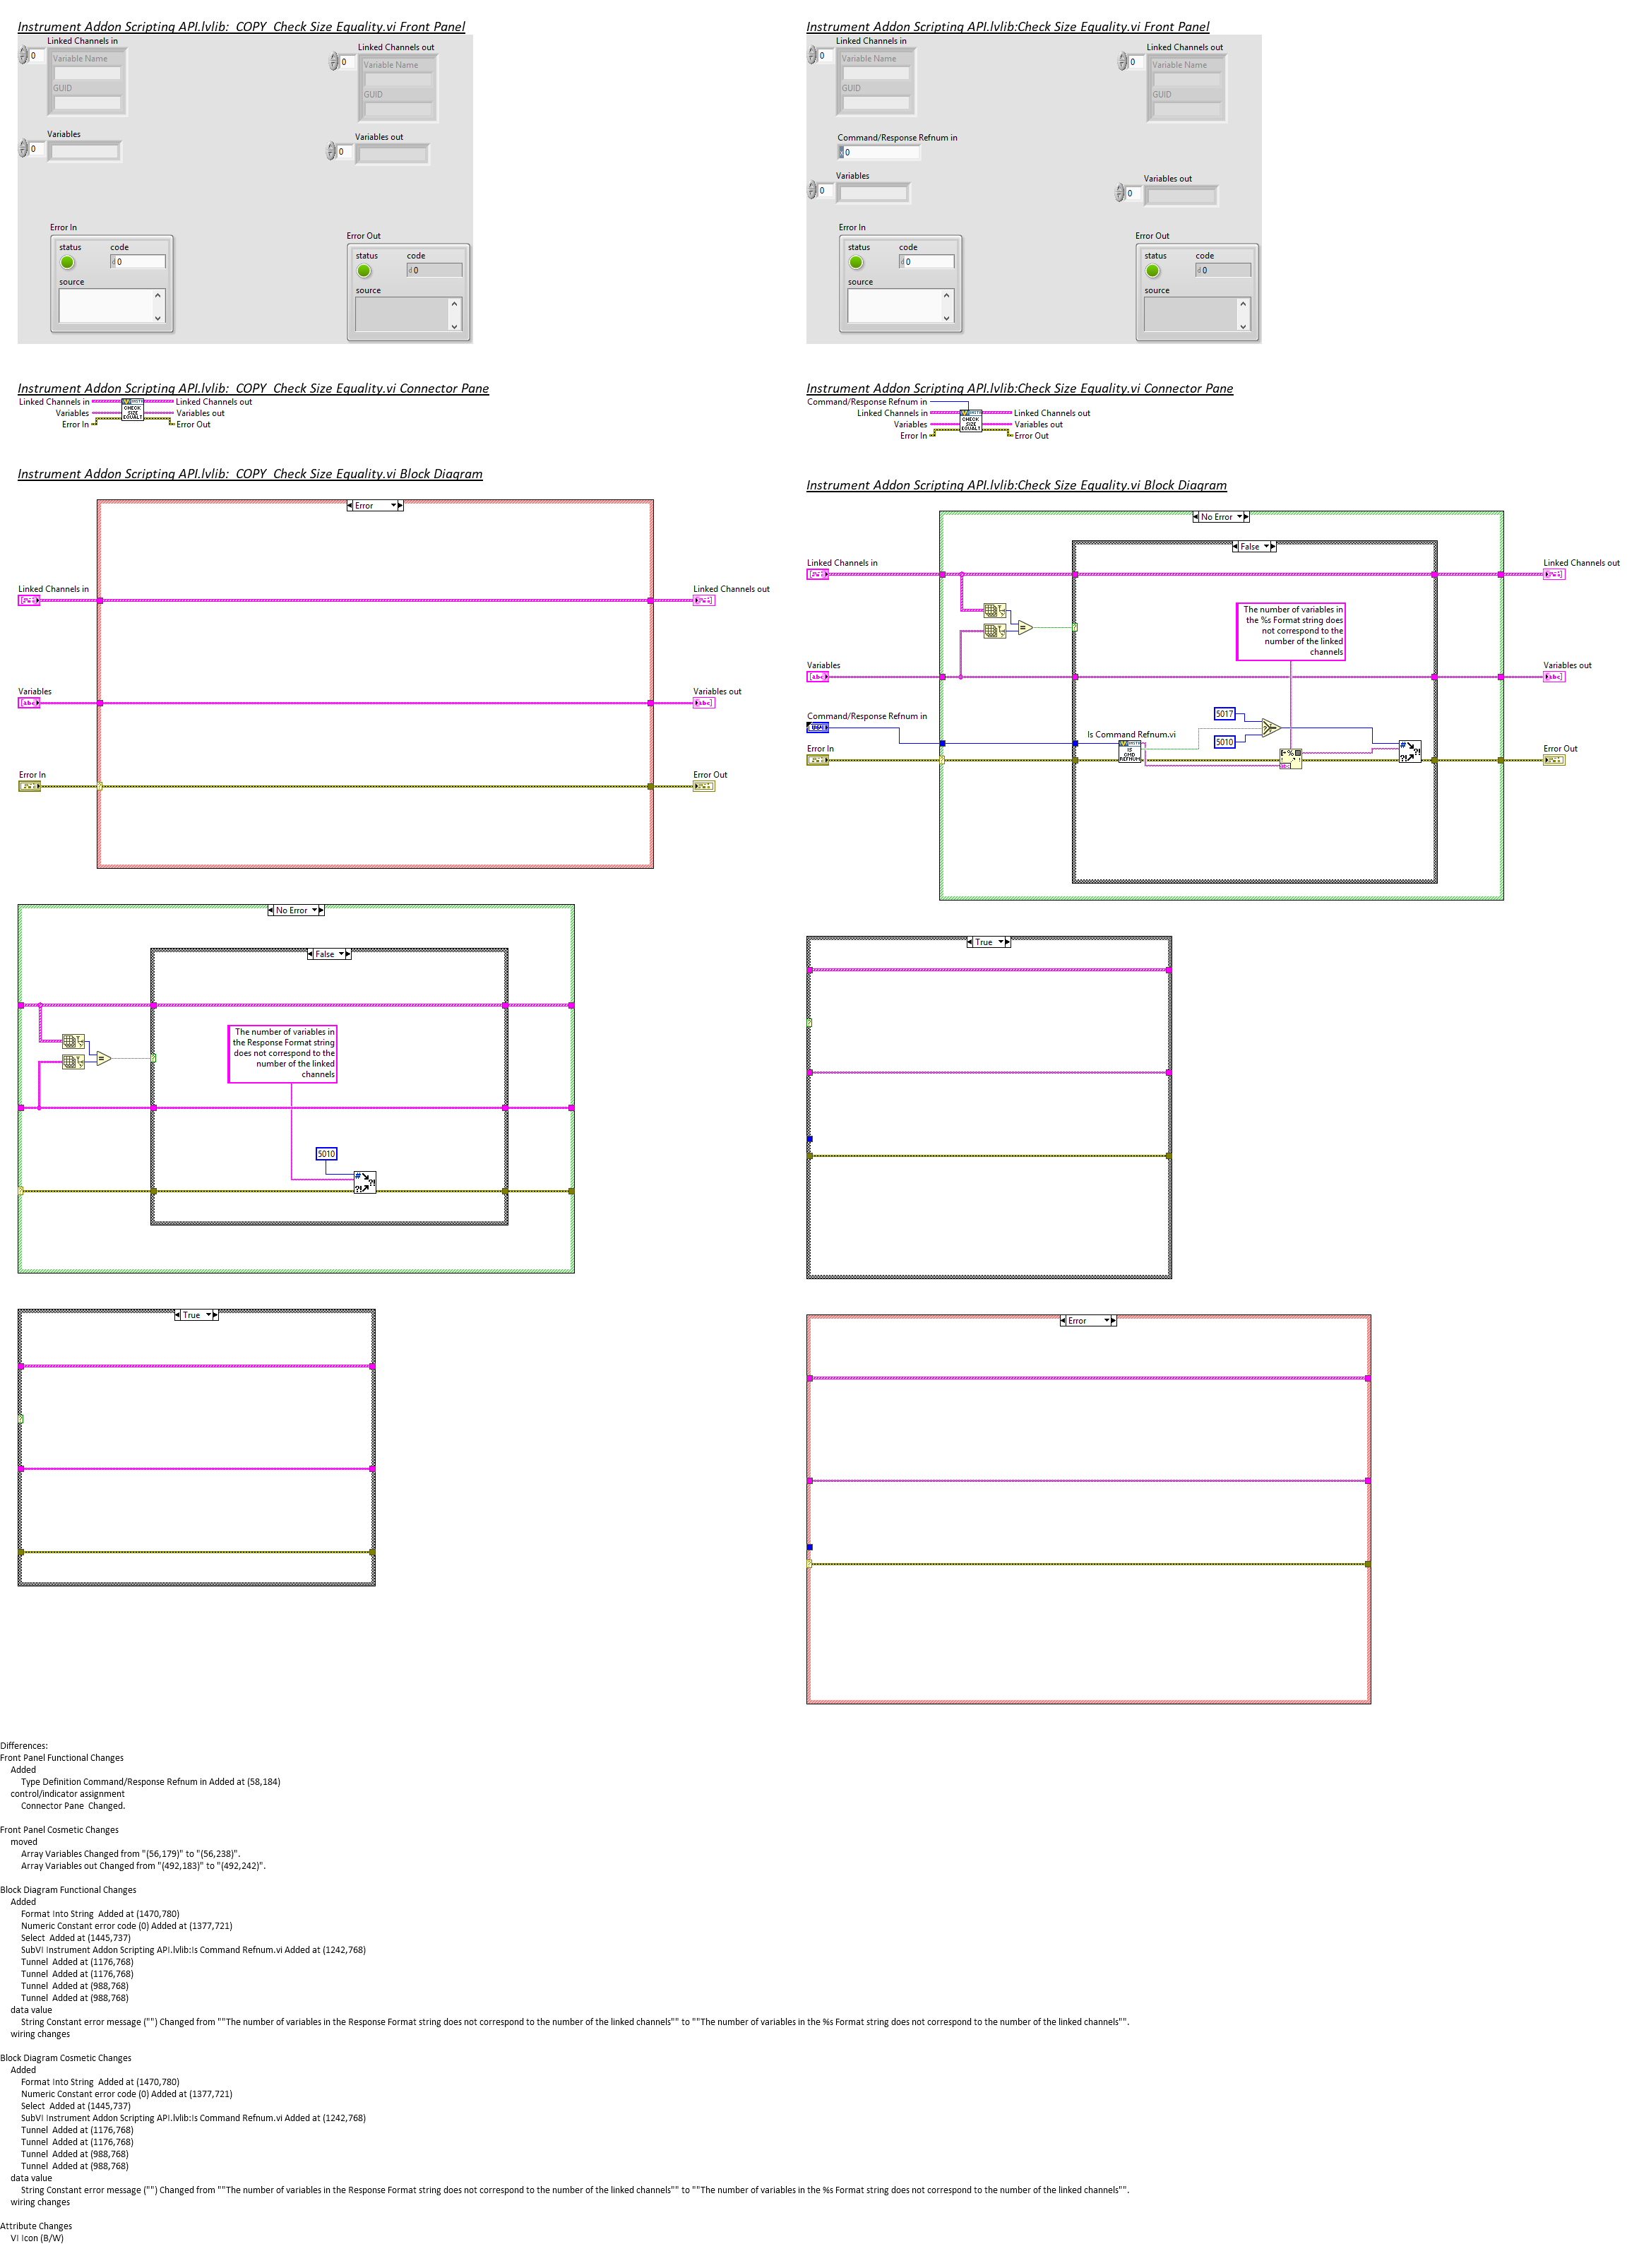 Instrument Addon Scripting API.lvlib:_COPY_Check Size Equality.vi Front Panel
Linked Channels in
0
Variable Name
GUID
Linked Channels out
0
Variable Name
GUID
Variables
0
Variables out
0
Error In
status
code
d 0
source
Error Out
status
code
d 0
source
Instrument Addon Scripting API.lvlib:Check Size Equality.vi Front Panel
Linked Channels in
0
Variable Name
GUID
Linked Channels out
0
Variable Name
GUID
Command/Response Refnum in
0
Variables
0
Variables out
0
Error In
status
code
d 0
source
Error Out
status
code
d 0
source
Instrument Addon Scripting API.lvlib:_COPY_Check Size Equality.vi Connector Pane
Linked Channels in
Variables
Error In
CHECK
SIZE
EQUALT
Linked Channels out
Variables out
Error Out
Instrument Addon Scripting API.lvlib:Check Size Equality.vi Connector Pane
Command/Response Refnum in
Linked Channels in
Variables
Error In
CHECK
SIZE
EQUALT
Linked Channels out
Variables out
Error Out
Instrument Addon Scripting API.lvlib:_COPY_Check Size Equality.vi Block Diagram
Error
Linked Channels in
Linked Channels out
Variables
[abc]
Variables out
[abc]
Error In
Error Out
No Error
False
The number of variables in
the Response Format string
does not correspond to the
number of the linked
channels
=
5010
True
Instrument Addon Scripting API.lvlib:Check Size Equality.vi Block Diagram
No Error
False
Linked Channels in
Linked Channels out
The number of variables in
the %s Format string does
not correspond to the
number of the linked
channels
=
Variables
[abc]
Variables out
[abc]
Command/Response Refnum in
5017
5010
Is Command Refnum.vi
IS
CMD
REFNUM
Error In
Error Out
True
Error
Differences:
Front Panel Functional Changes
Added
Type Definition Command/Response Refnum in Added at (58,184)
control/indicator assignment
Connector Pane  Changed.
Front Panel Cosmetic Changes
moved
Array Variables Changed from "(56,179)" to "(56,238)".
Array Variables out Changed from "(492,183)" to "(492,242)".
Block Diagram Functional Changes
Added
Format Into String  Added at (1470,780)
Numeric Constant error code (0) Added at (1377,721)
Select  Added at (1445,737)
SubVI Instrument Addon Scripting API.lvlib:Is Command Refnum.vi Added at (1242,768)
Tunnel  Added at (1176,768)
Tunnel  Added at (1176,768)
Tunnel  Added at (988,768)
Tunnel  Added at (988,768)
data value
String Constant error message ("") Changed from ""The number of variables in the Response Format string does not correspond to the number of the linked channels"" to ""The number of variables in the %s Format string does not correspond to the number of the linked channels"".
wiring changes
Block Diagram Cosmetic Changes
Added
Format Into String  Added at (1470,780)
Numeric Constant error code (0) Added at (1377,721)
Select  Added at (1445,737)
SubVI Instrument Addon Scripting API.lvlib:Is Command Refnum.vi Added at (1242,768)
Tunnel  Added at (1176,768)
Tunnel  Added at (1176,768)
Tunnel  Added at (988,768)
Tunnel  Added at (988,768)
data value
String Constant error message ("") Changed from ""The number of variables in the Response Format string does not correspond to the number of the linked channels"" to ""The number of variables in the %s Format string does not correspond to the number of the linked channels"".
wiring changes
Attribute Changes
VI Icon (B/W)